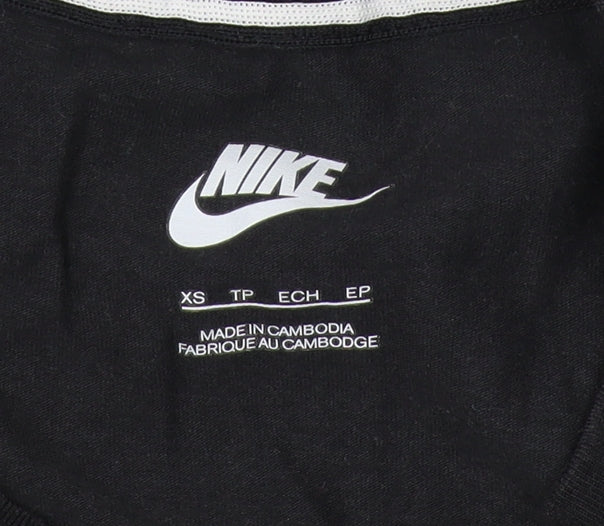 NIKE
XS TP ECH EP
MADE IN CAMBODIA
FABRIQUE AU CAMBODGE